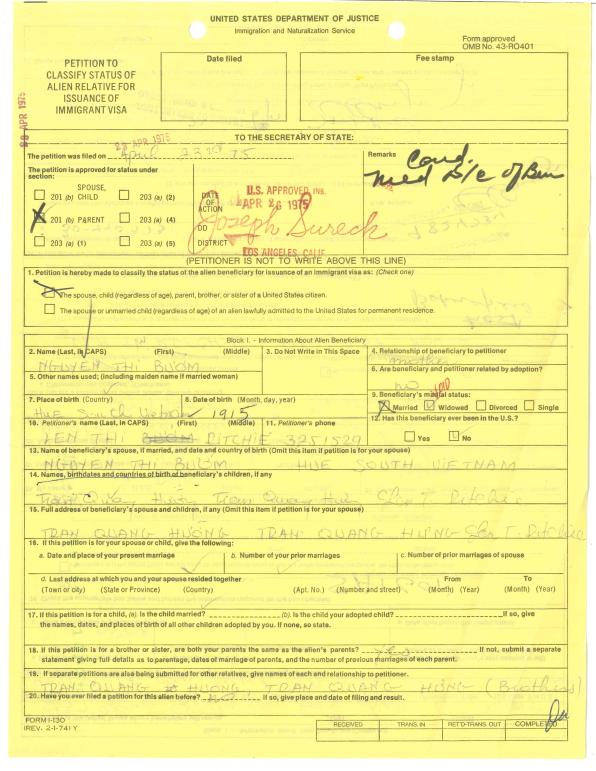 UNITED STATES DEPARTMENT OF JUSTICE
Immigration and Naturalization Service
Form approved
OMB No. 43-RO401
PETITION TO
CLASSIFY STATUS OF
ALIEN RELATIVE FOR
ISSUANCE OF
IMMIGRANT VISA
Date filed
Fee stamp
APR 1975
TO THE SECRETARY OF STATE:
23 APR 1975
The petition was filed on April 23rd 75
Remarks Cond.
Need B/C of Ben
The petition is approved for status under
section:
SPOUSE,
201 (b) CHILD
203 (a) (2)
201 (b) PARENT
203 (a) (4)
203 (a) (1)
203 (a) (5)
DATE
OF
ACTION
DD
DISTRICT
U.S. APPROVED INS.
APR 26 1975
Joseph Sureck
LOS ANGELES, CALIF.
(PETITIONER IS NOT TO WRITE ABOVE THIS LINE)
1. Petition is hereby made to classify the status of the alien beneficiary for issuance of an immigrant visa as: (Check one)
The spouse, child (regardless of age), parent, brother, or sister of a United States citizen.
The spouse or unmarried child (regardless of age) of an alien lawfully admitted to the United States for permanent residence.
Block I. - Information About Alien Beneficiary
2. Name (Last, in CAPS) (First) (Middle)
NGUYEN THI BUOM
3. Do Not Write in This Space
4. Relationship of beneficiary to petitioner
mother
5. Other names used; (including maiden name if married woman)
6. Are beneficiary and petitioner related by adoption?
no
7. Place of birth (Country)
Hue South Vietnam
8. Date of birth (Month, day, year)
1915
9. Beneficiary's marital status:
Married Widowed Divorced Single
10. Petitioner's name (Last, in CAPS) (First) (Middle)
LEN THI RITCHIE
11. Petitioner's phone
3251529
12. Has this beneficiary ever been in the U.S.?
Yes No
13. Name of beneficiary's spouse, if married, and date and country of birth (Omit this item if petition is for your spouse)
NGUYEN THI BUOM HUE SOUTH VIETNAM
14. Names, birthdates and countries of birth of beneficiary's children, if any
Tran Quang Huong Tran Quang Hun T. Ritchie
15. Full address of beneficiary's spouse and children, if any (Omit this item if petition is for your spouse)
TRAN QUANG HUONG TRAN QUANG HUNG T. Ritchie
16. If this petition is for your spouse or child, give the following:
a. Date and place of your present marriage
b. Number of your prior marriages
c. Number of prior marriages of spouse
d. Last address at which you and your spouse resided together
From
To
(Town or city) (State or Province) (Country) (Apt. No.) (Number and street) (Month) (Year) (Month) (Year)
17. If this petition is for a child, (a) Is the child married? (b). Is the child your adopted child? If so, give
the names, dates, and places of birth of all other children adopted by you. If none, so state.
18. If this petition is for a brother or sister, are both your parents the same as the alien's parents? yes If not, submit a separate
statement giving full details as to parentage, dates of marriage of parents, and the number of previous marriages of each parent.
19. If separate petitions are also being submitted for other relatives, give names of each and relationship to petitioner.
TRAN QUANG HUONG, TRAN QUANG HUNG (Brothers)
20. Have you ever filed a petition for this alien before? NO If so, give place and date of filing and result.
FORM I-130
(REV. 2-1-74) Y
RECEIVED
TRANS. IN
RET'D-TRANS. OUT
COMPLETED